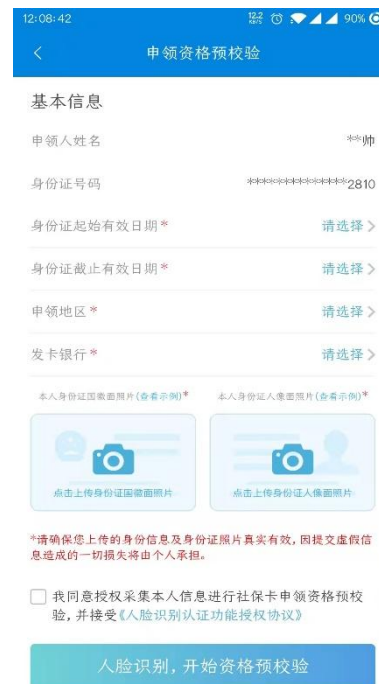 12:08:42 12.2 KB/S 90%
申领资格预校验
基本信息
申领人姓名 **帅
身份证号码 **************2810
身份证起始有效日期* 请选择
身份证截止有效日期* 请选择
申领地区* 请选择
发卡银行* 请选择
本人身份证国徽面照片(查看示例)* 本人身份证人像面照片(查看示例)*
点击上传身份证国徽面照片 点击上传身份证人像面照片
*请确保您上传的身份信息及身份证照片真实有效,因提交虚假信
息造成的一切损失将由个人承担。
我同意授权采集本人信息进行社保卡申领资格预校
验,并接受《人脸识别认证功能授权协议》
人脸识别,开始资格预校验